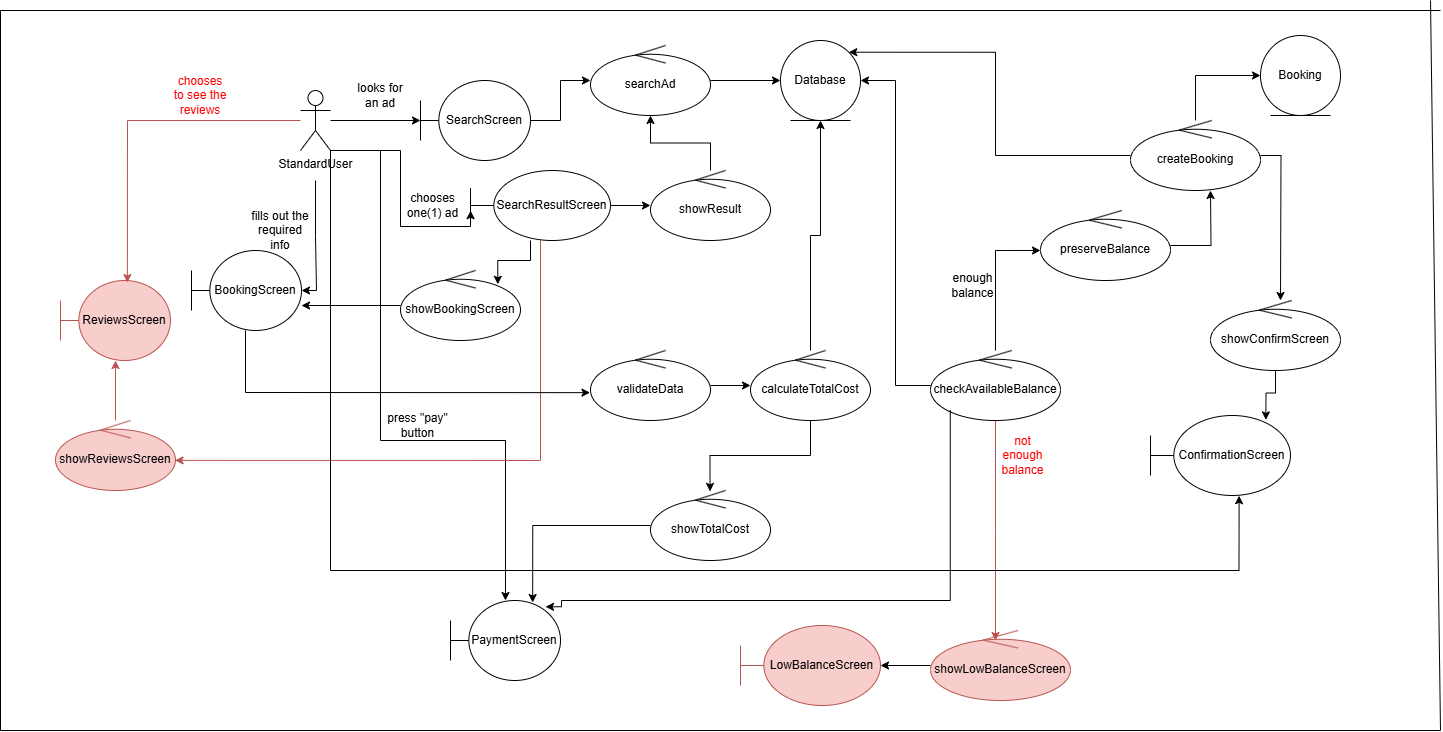 chooses
to see the
reviews
looks for
an ad
StandardUser
SearchScreen
searchAd
Database
Booking
createBooking
chooses
one(1) ad
SearchResultScreen
showResult
fills out the
required
info
preserveBalance
enough
balance
BookingScreen
showBookingScreen
ReviewsScreen
showConfirmScreen
validateData
calculateTotalCost
checkAvailableBalance
press "pay"
button
showReviewsScreen
not
enough
balance
ConfirmationScreen
showTotalCost
PaymentScreen
LowBalanceScreen
showLowBalanceScreen